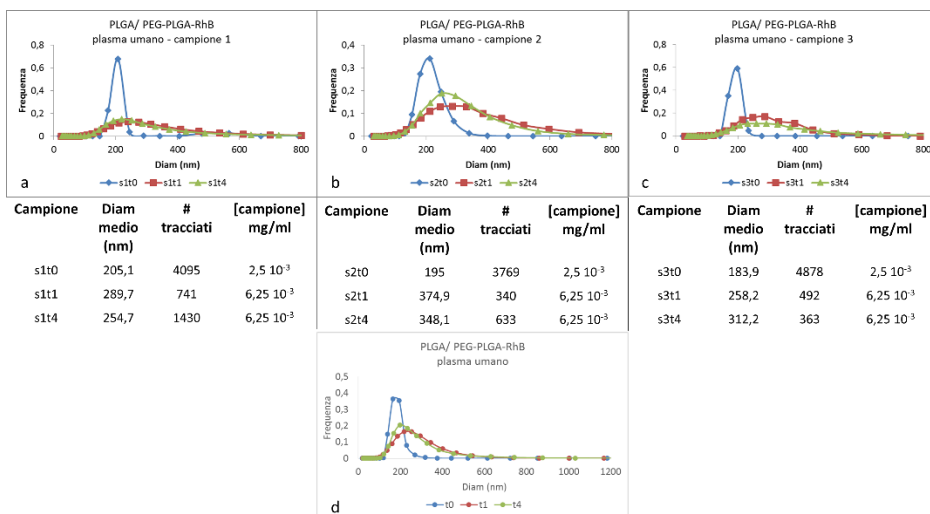 PLGA/ PEG-PLGA-RhB
plasma umano - campione 1
0,8
0,6
0,4
0,2
0
Frequenza
0 200 400 600 800
Diam (nm)
a
s1t0 s1t1 s1t4
PLGA/ PEG-PLGA-RhB
plasma umano - campione 2
0,4
0,3
0,2
0,1
0
Frequenza
0 200 400 600 800
Diam (nm)
b
s2t0 s2t1 s2t4
PLGA/ PEG-PLGA-RhB
plasma umano - campione 3
0,8
0,6
0,4
0,2
0
Frequenza
0 200 400 600 800
Diam (nm)
c
s3t0 s3t1 s3t4
Campione Diam # [campione]
medio tracciati mg/ml
(nm)
s1t0 205,1 4095 2,5 10⁻³
s1t1 289,7 741 6,25 10⁻³
s1t4 254,7 1430 6,25 10⁻³
Campione Diam # [campione]
medio tracciati mg/ml
(nm)
s2t0 195 3769 2,5 10⁻³
s2t1 374,9 340 6,25 10⁻³
s2t4 348,1 633 6,25 10⁻³
Campione Diam # [campione]
medio tracciati mg/ml
(nm)
s3t0 183,9 4878 2,5 10⁻³
s3t1 258,2 492 6,25 10⁻³
s3t4 312,2 363 6,25 10⁻³
PLGA/ PEG-PLGA-RhB
plasma umano
0,5
0,4
0,3
0,2
0,1
0
Frequenza
0 200 400 600 800 1000 1200
Diam (nm)
d
t0 t1 t4